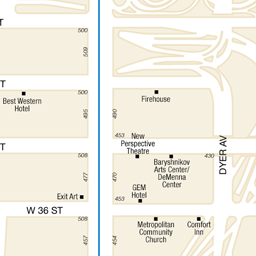 T
500
509
T
500
Best Western
Hotel
495
490
Firehouse
453
New
Perspective
Theatre
T
508
477
470
430
Baryshnikov
Arts Center/
DeMenna
Center
DYER AV
GEM
Hotel
Exit Art
453
W 36 ST
508
457
454
Metropolitan
Community
Church
Comfort
Inn